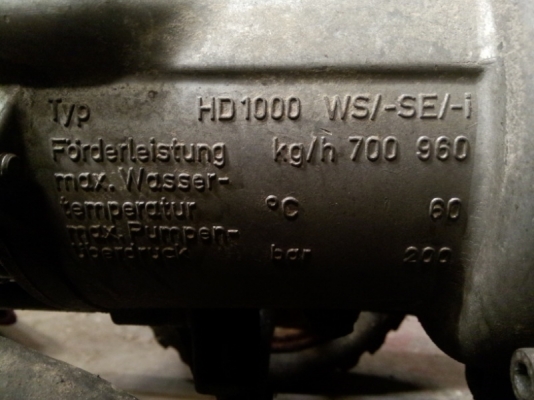 Typ HD1000 WS/-SE/-i
Förderleistung kg/h 700 960
max. Wasser-
temperatur °C 60
max. Pumpen-
überdruck bar 200